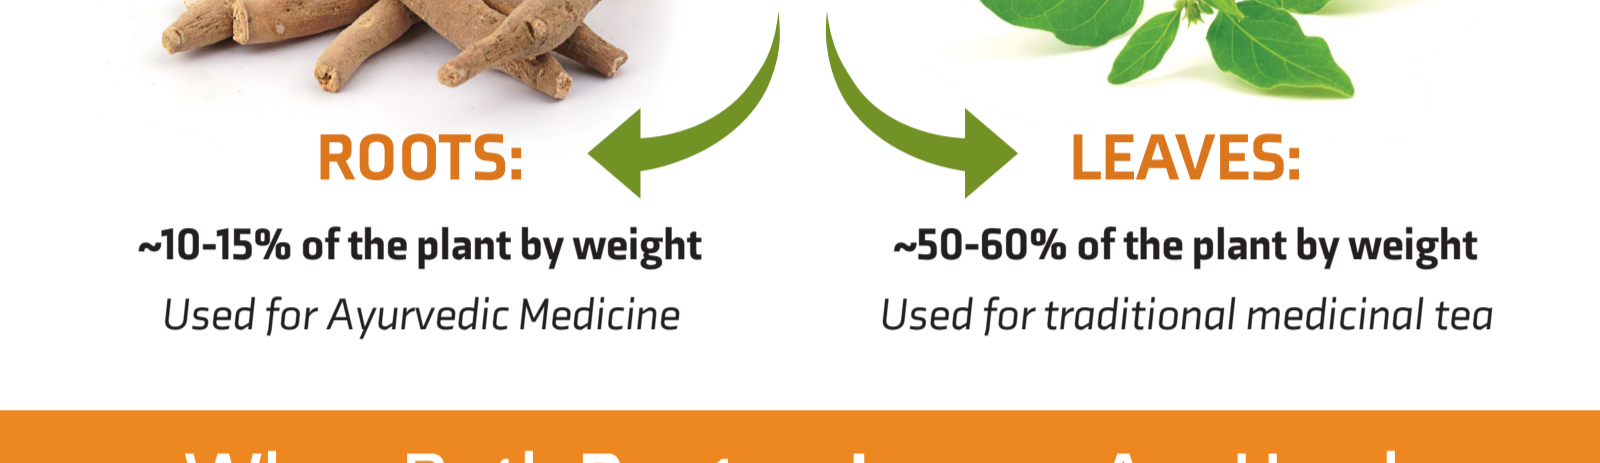 ROOTS:
~10-15% of the plant by weight
Used for Ayurvedic Medicine
LEAVES:
~50-60% of the plant by weight
Used for traditional medicinal tea